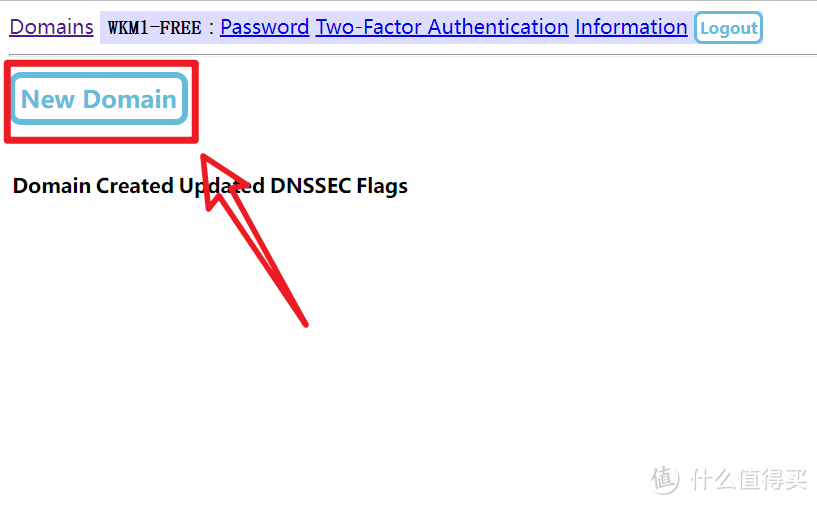 Domains WKM1-FREE : Password Two-Factor Authentication Information Logout
New Domain
Domain Created Updated DNSSEC Flags
值 什么值得买